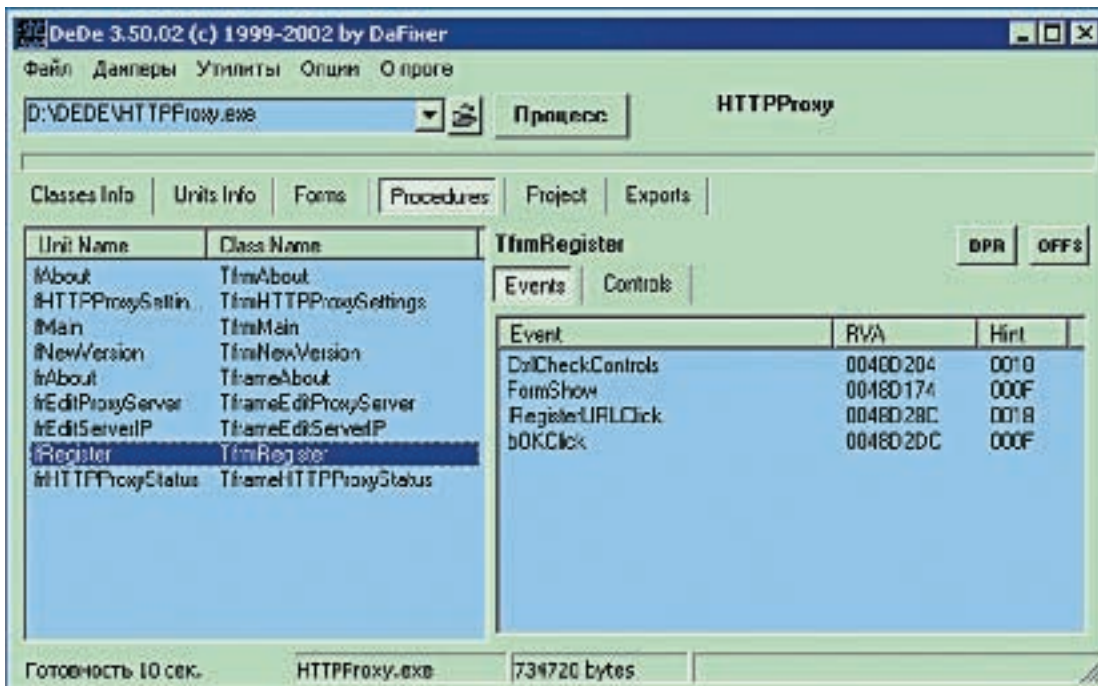 DeDe 3.50.02 (c) 1999-2002 by DaFixer
Файл Дамперы Утилиты Опции О проге
D:\DEDE\HTTPProxy.exe Процесс HTTPProxy
Classes Info Units Info Forms Procedures Project Exports
Unit Name Class Name
fAbout TfrmAbout
fHTTPProxySettin... TfrmHTTPProxySettings
fMain TfrmMain
fNewVersion TfrmNewVersion
frAbout TframeAbout
frEditProxyServer TframeEditProxyServer
frEditServerIP TframeEditServerIP
fRegister TfrmRegister
frHTTPProxyStatus TframeHTTPProxyStatus
TfrmRegister DPR OFFS
Events Controls
Event RVA Hint
CtrlCheckControls 0048D204 0018
FormShow 0048D174 000F
lRegisterURLClick 0048D28C 0018
bOKClick 0048D2DC 000F
Готовность 10 сек. HTTPProxy.exe 734720 bytes